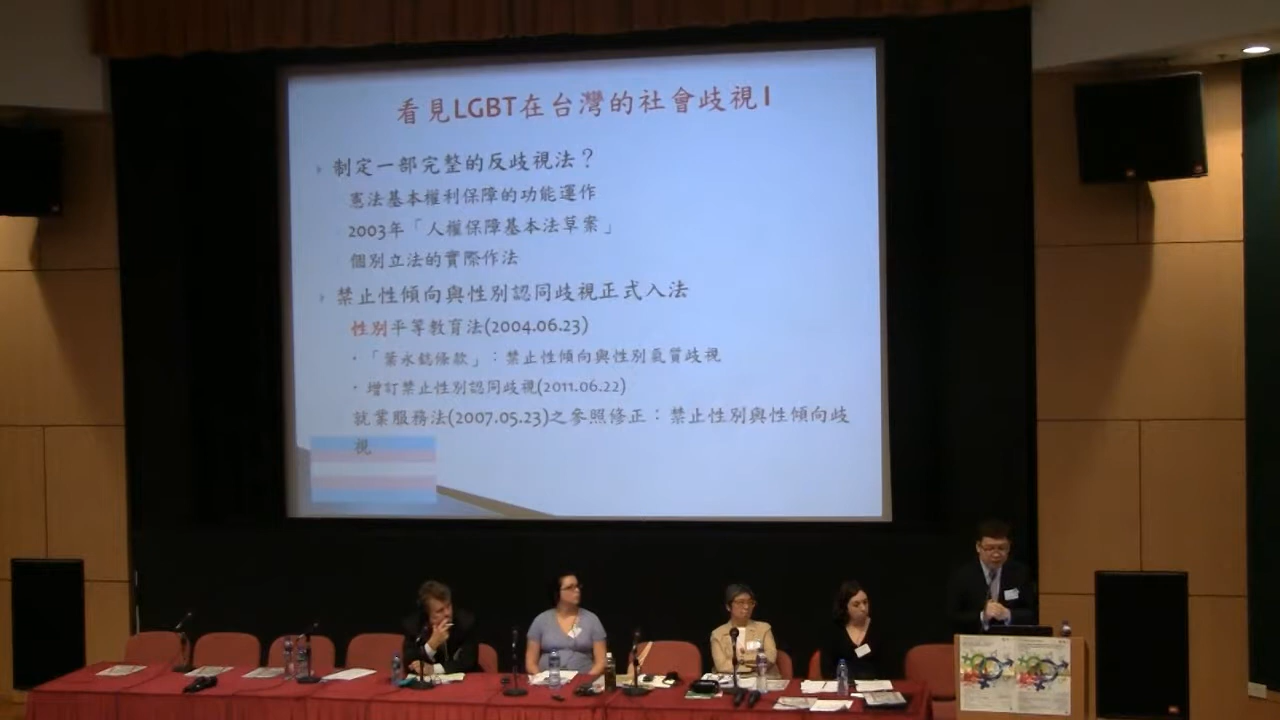 看見LGBT在台灣的社會歧視I
制定一部完整的反歧視法？
憲法基本權利保障的功能運作
2003年「人權保障基本法草案」
個別立法的實際作法
禁止性傾向與性別認同歧視正式入法
性別平等教育法(2004.06.23)
・「葉永鋕條款」：禁止性傾向與性別氣質歧視
・增訂禁止性別認同歧視(2011.06.22)
就業服務法(2007.05.23)之參照修正：禁止性別與性傾向歧
視